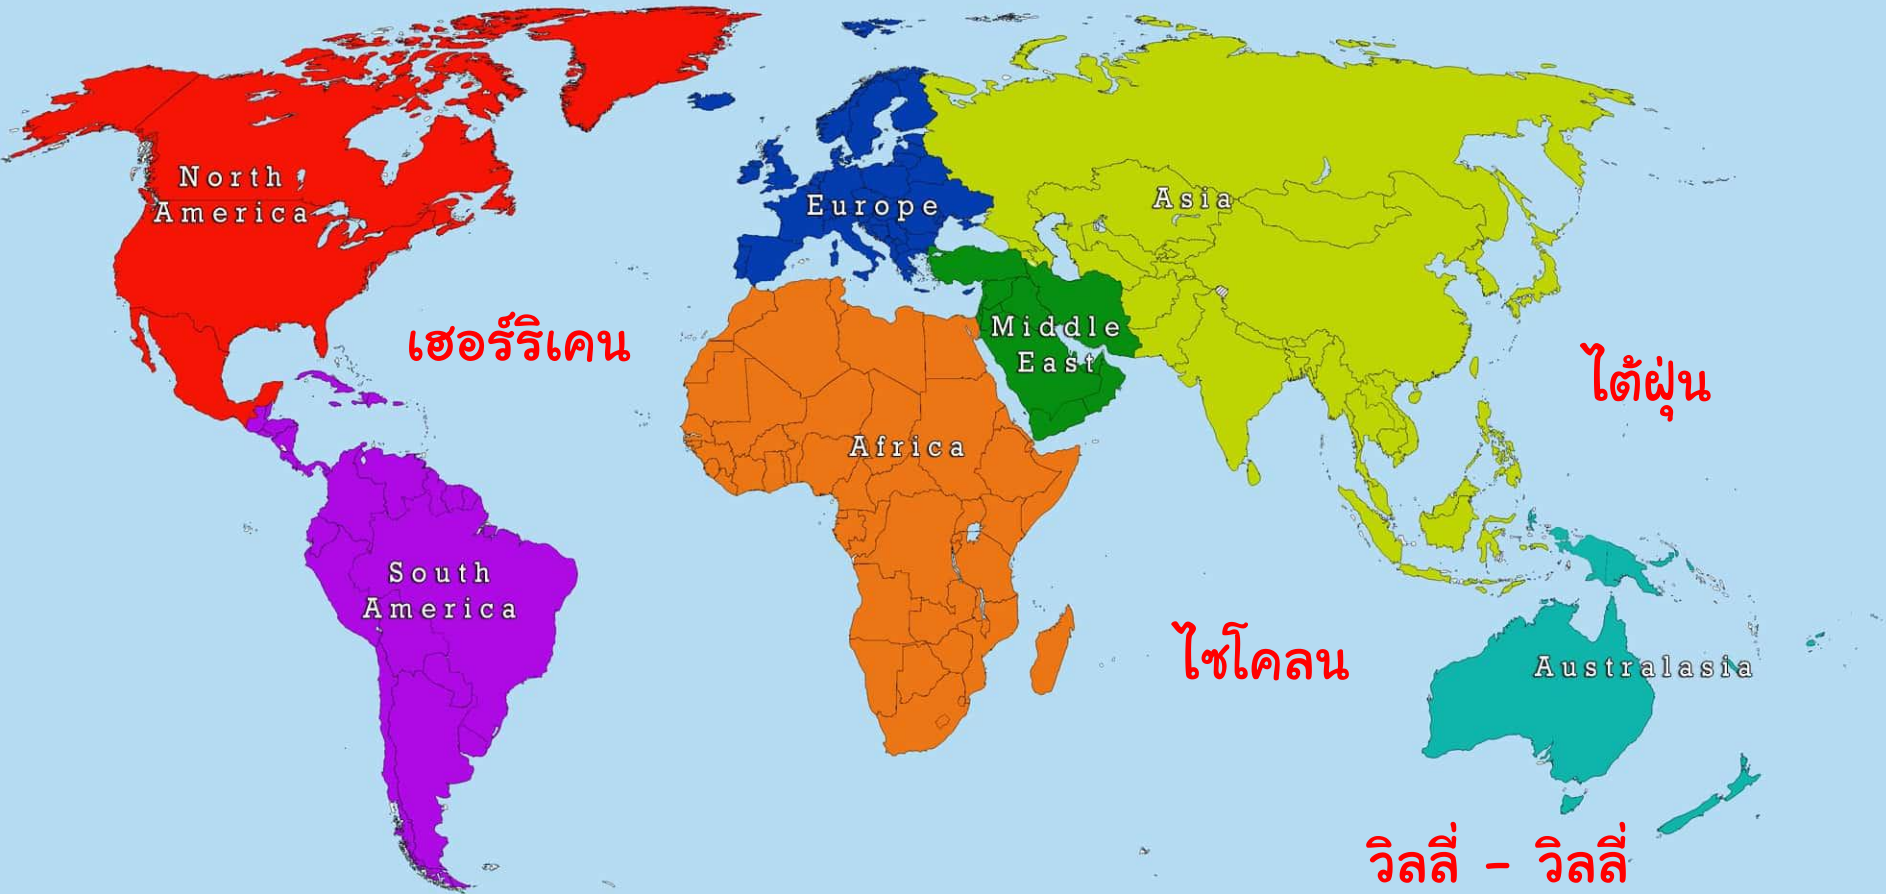 North
America
Europe
Asia
เฮอร์ริเคน
Middle
East
ไต้ฝุ่น
Africa
South
America
ไซโคลน
Australasia
วิลลี่ - วิลลี่